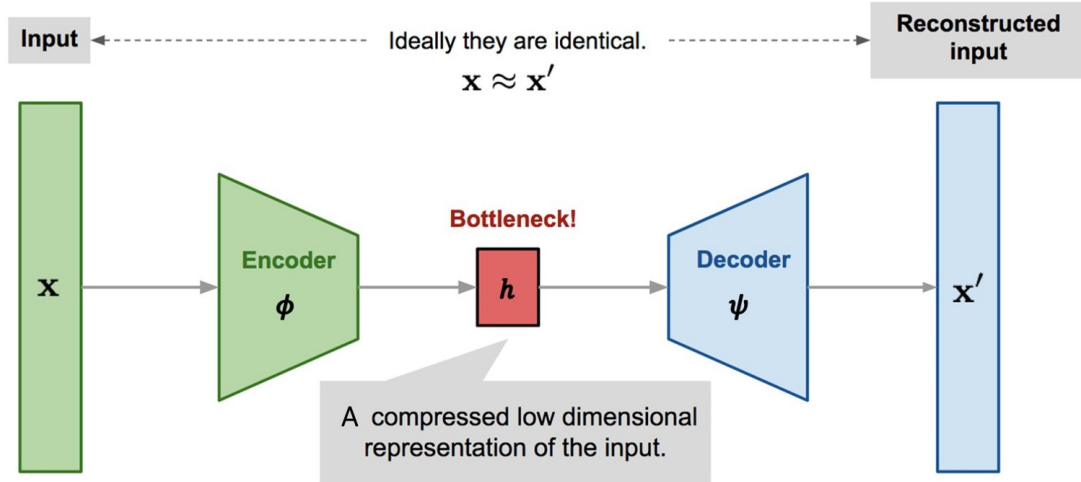 Input
Ideally they are identical.
x ≈ x′
Reconstructed
input
Bottleneck!
x
Encoder
ϕ
h
Decoder
ψ
x′
A compressed low dimensional
representation of the input.